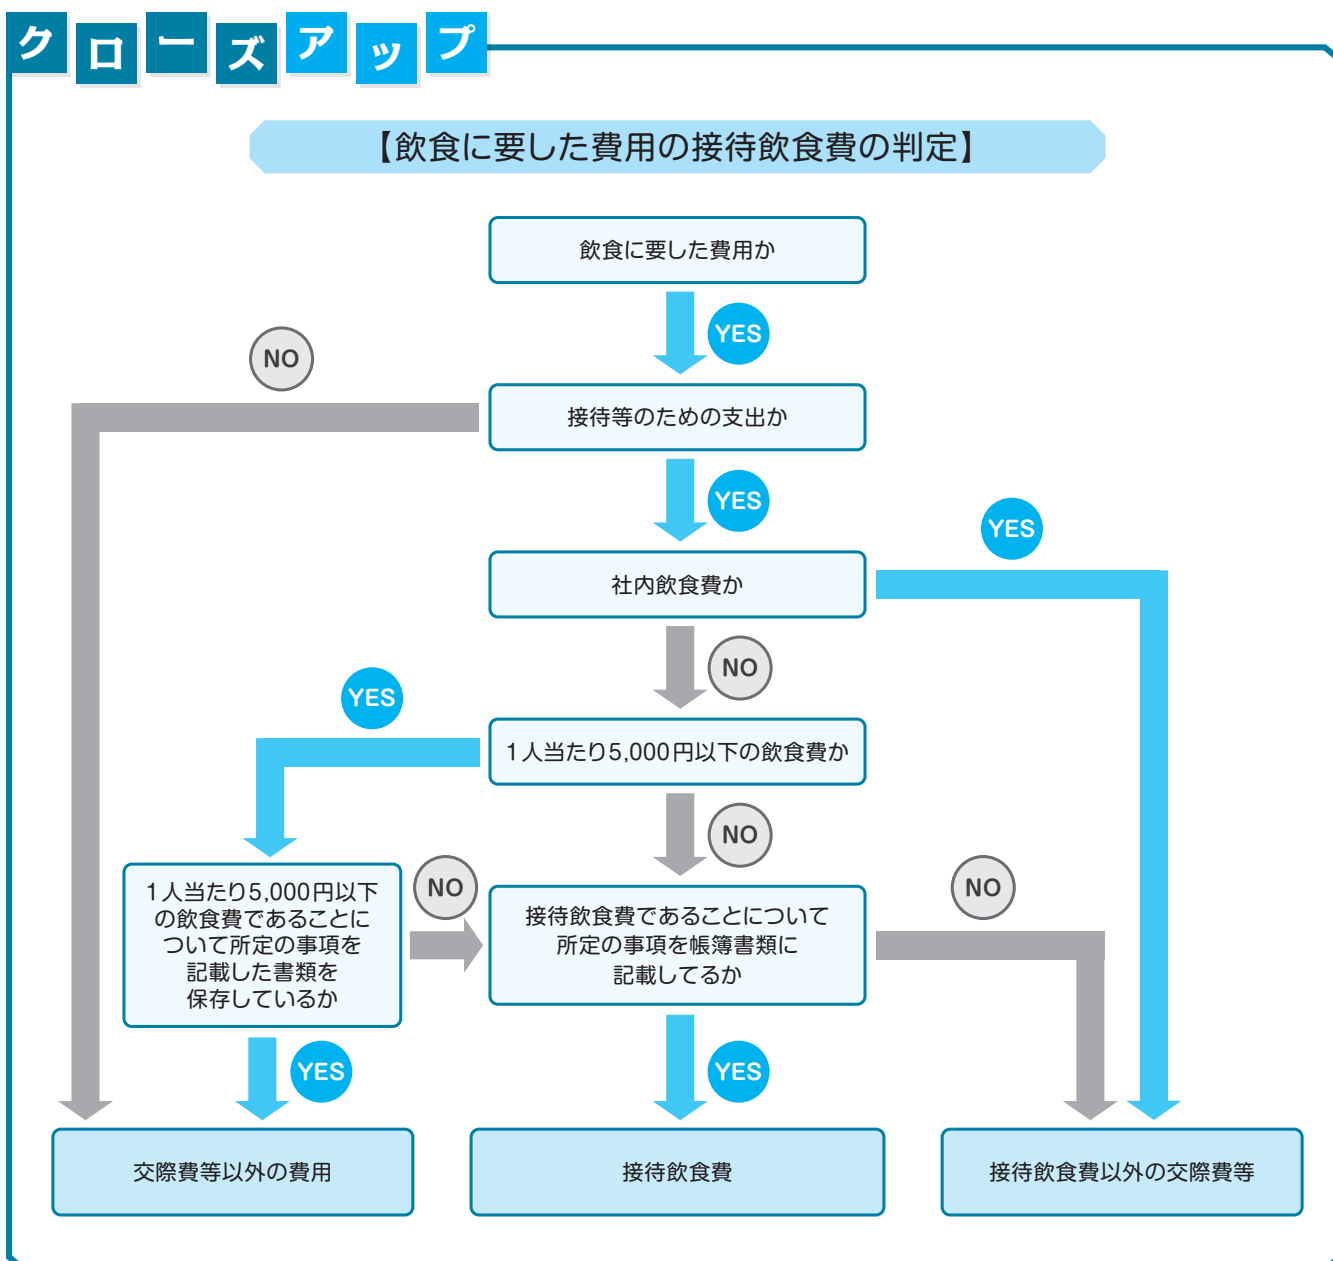 クローズアップ
【飲食に要した費用の接待飲食費の判定】
飲食に要した費用か
YES
NO
接待等のための支出か
YES
YES
社内飲食費か
NO
YES
1人当たり5,000円以下の飲食費か
NO
1人当たり5,000円以下
の飲食費であることに
ついて所定の事項を
記載した書類を
保存しているか
NO
接待飲食費であることについて
所定の事項を帳簿書類に
記載してるか
NO
YES
YES
交際費等以外の費用
接待飲食費
接待飲食費以外の交際費等